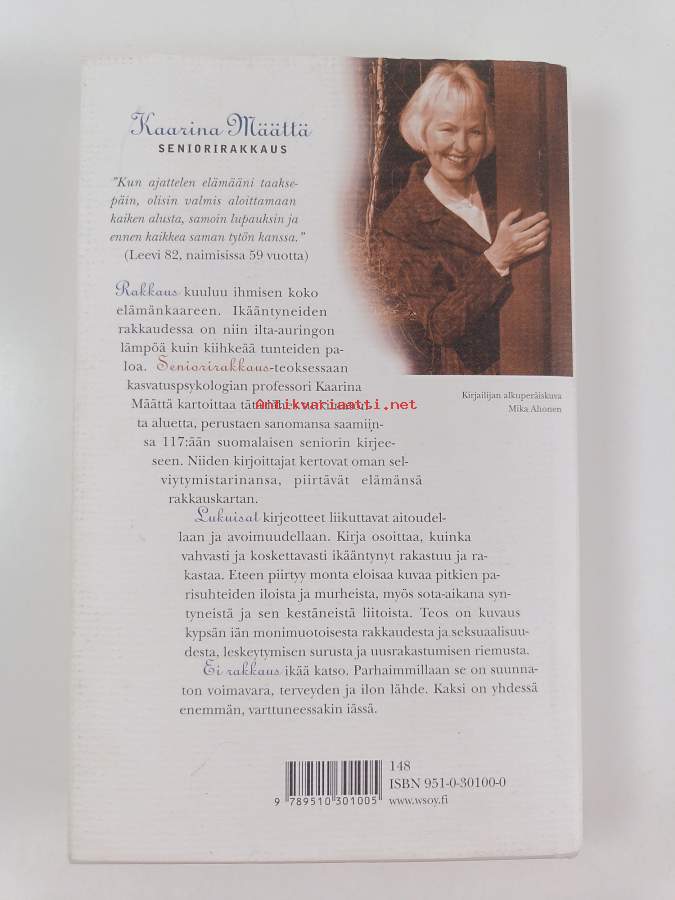 Kaarina Määttä
SENIORIRAKKAUS
"Kun ajattelen elämääni taakse-
päin, olisin valmis aloittamaan
kaiken alusta, samoin lupauksin ja
ennen kaikkea saman tytön kanssa."
(Leevi 82, naimisissa 59 vuotta)
Rakkaus kuuluu ihmisen koko
elämänkaareen. Ikääntyneiden
rakkaudessa on niin ilta-auringon
lämpöä kuin kiihkeää tunteiden pa-
loa. Seniorirakkaus-teoksessaan
kasvatuspsykologian professori Kaarina
Määttä kartoittaa tätä
Antikvariaatti.net
ta aluetta, perustaen sanomansa saamiin-
sa 117:ään suomalaisen seniorin kirjee-
seen. Niiden kirjoittajat kertovat oman sel-
viytymistarinansa, piirtävät elämänsä
rakkauskartan.
Lukuisat kirjeotteet liikuttavat aitoudel-
laan ja avoimuudellaan. Kirja osoittaa, kuinka
vahvasti ja koskettavasti ikääntynyt rakastuu ja ra-
kastaa. Eteen piirtyy monta eloisaa kuvaa pitkien pa-
risuhteiden iloista ja murheista, myös sota-aikana syn-
tyneistä ja sen kestäneistä liitoista. Teos on kuvaus
kypsän iän monimuotoisesta rakkaudesta ja seksuaalisuu-
desta, leskeytymisen surusta ja uusrakastumisen riemusta.
Ei rakkaus ikää katso. Parhaimmillaan se on suunna-
ton voimavara, terveyden ja ilon lähde. Kaksi on yhdessä
enemmän, varttuneessakin iässä.
Kirjailijan alkuperäiskuva
Mika Ahonen
148
ISBN 951-0-30100-0
www.wsoy.fi
9 789510 301005